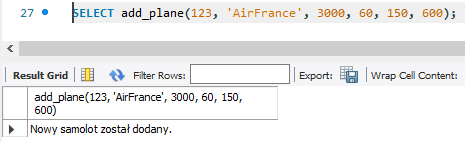 27 SELECT add_plane(123, 'AirFrance', 3000, 60, 150, 600);
Result Grid Filter Rows: Export: Wrap Cell Content:
add_plane(123, 'AirFrance', 3000, 60, 150,
600)
Nowy samolot został dodany.